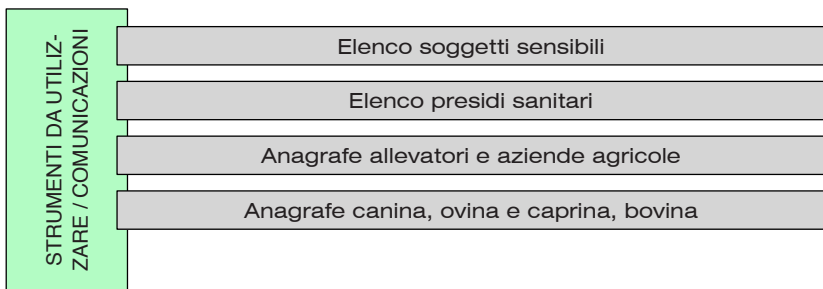 STRUMENTI DA UTILIZ-
ZARE / COMUNICAZIONI
Elenco soggetti sensibili
Elenco presidi sanitari
Anagrafe allevatori e aziende agricole
Anagrafe canina, ovina e caprina, bovina